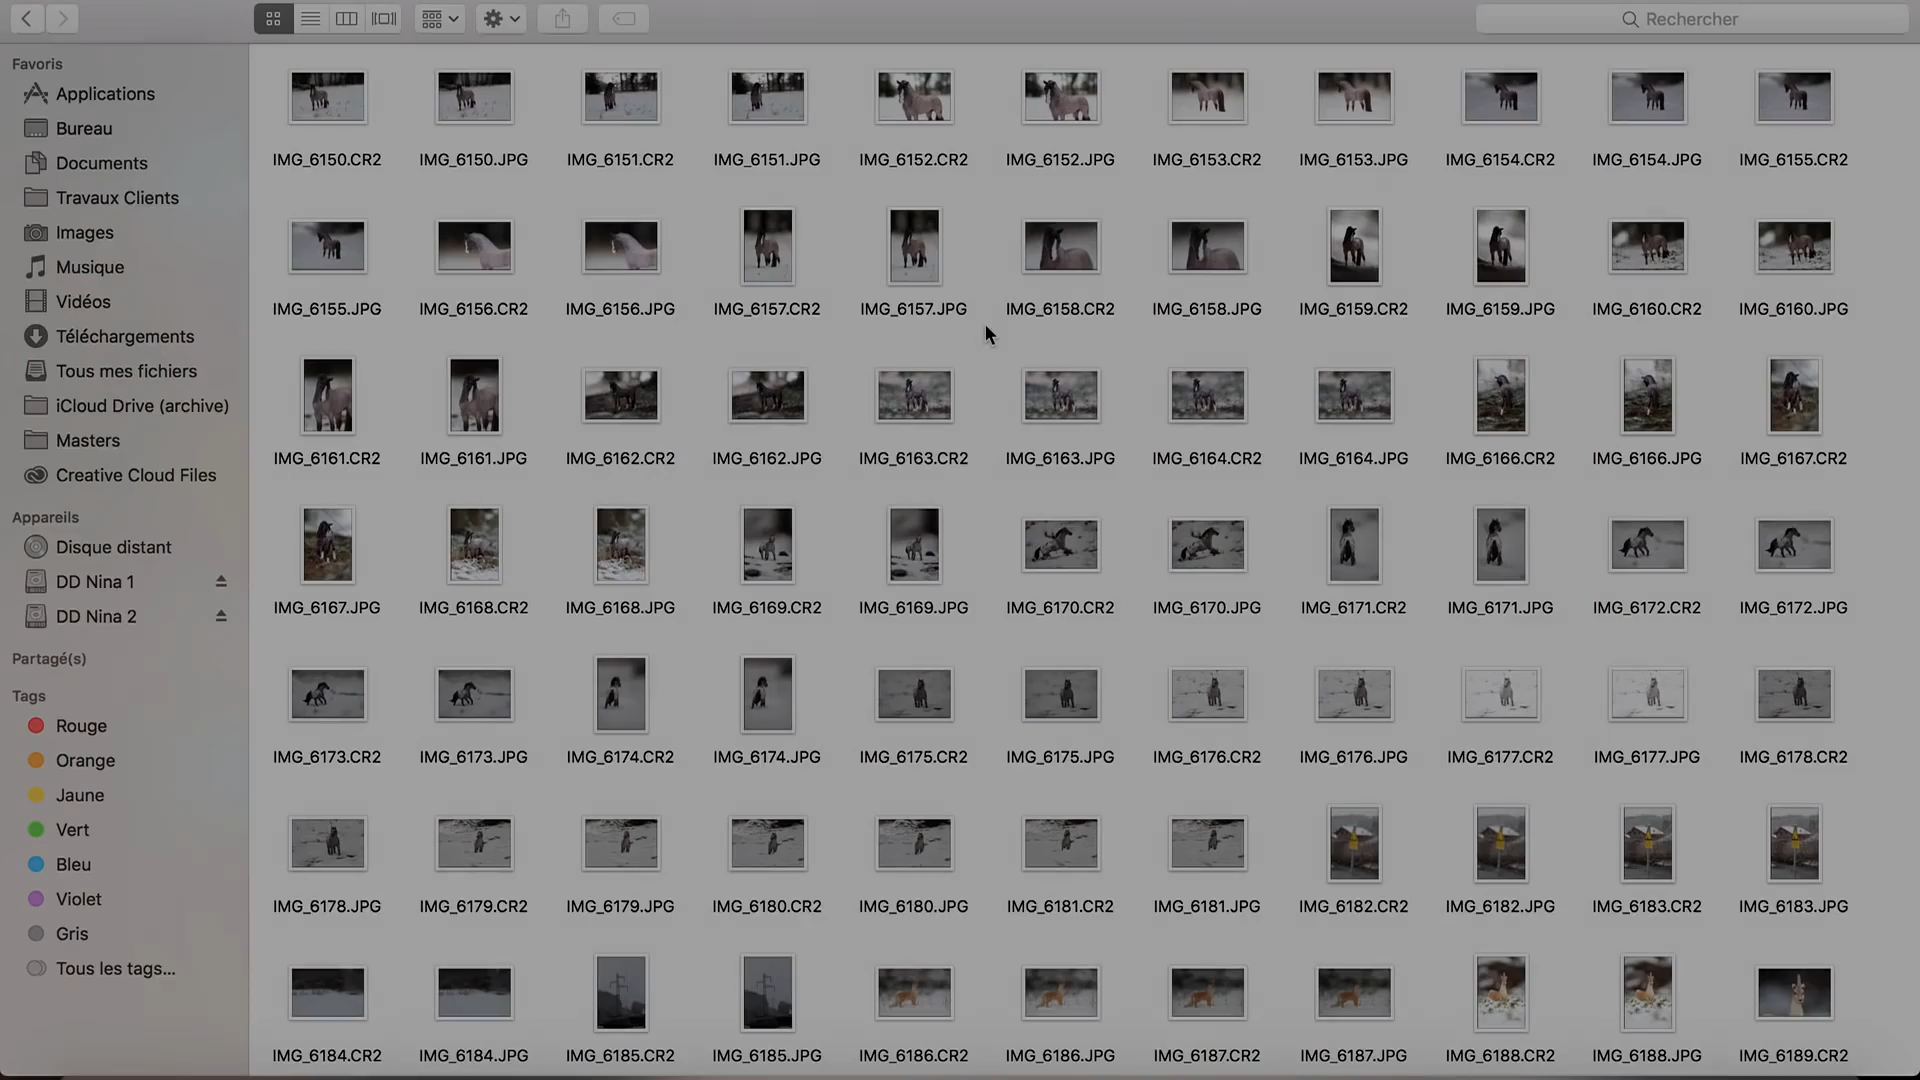 Rechercher
Favoris
Applications
Bureau
Documents
Travaux Clients
Images
Musique
Vidéos
Téléchargements
Tous mes fichiers
iCloud Drive (archive)
Masters
Creative Cloud Files
Appareils
Disque distant
DD Nina 1
DD Nina 2
Partagé(s)
Tags
Rouge
Orange
Jaune
Vert
Bleu
Violet
Gris
Tous les tags...
IMG_6150.CR2 IMG_6150.JPG IMG_6151.CR2 IMG_6151.JPG IMG_6152.CR2 IMG_6152.JPG IMG_6153.CR2 IMG_6153.JPG IMG_6154.CR2 IMG_6154.JPG IMG_6155.CR2
IMG_6155.JPG IMG_6156.CR2 IMG_6156.JPG IMG_6157.CR2 IMG_6157.JPG IMG_6158.CR2 IMG_6158.JPG IMG_6159.CR2 IMG_6159.JPG IMG_6160.CR2 IMG_6160.JPG
IMG_6161.CR2 IMG_6161.JPG IMG_6162.CR2 IMG_6162.JPG IMG_6163.CR2 IMG_6163.JPG IMG_6164.CR2 IMG_6164.JPG IMG_6166.CR2 IMG_6166.JPG IMG_6167.CR2
IMG_6167.JPG IMG_6168.CR2 IMG_6168.JPG IMG_6169.CR2 IMG_6169.JPG IMG_6170.CR2 IMG_6170.JPG IMG_6171.CR2 IMG_6171.JPG IMG_6172.CR2 IMG_6172.JPG
IMG_6173.CR2 IMG_6173.JPG IMG_6174.CR2 IMG_6174.JPG IMG_6175.CR2 IMG_6175.JPG IMG_6176.CR2 IMG_6176.JPG IMG_6177.CR2 IMG_6177.JPG IMG_6178.CR2
IMG_6178.JPG IMG_6179.CR2 IMG_6179.JPG IMG_6180.CR2 IMG_6180.JPG IMG_6181.CR2 IMG_6181.JPG IMG_6182.CR2 IMG_6182.JPG IMG_6183.CR2 IMG_6183.JPG
IMG_6184.CR2 IMG_6184.JPG IMG_6185.CR2 IMG_6185.JPG IMG_6186.CR2 IMG_6186.JPG IMG_6187.CR2 IMG_6187.JPG IMG_6188.CR2 IMG_6188.JPG IMG_6189.CR2